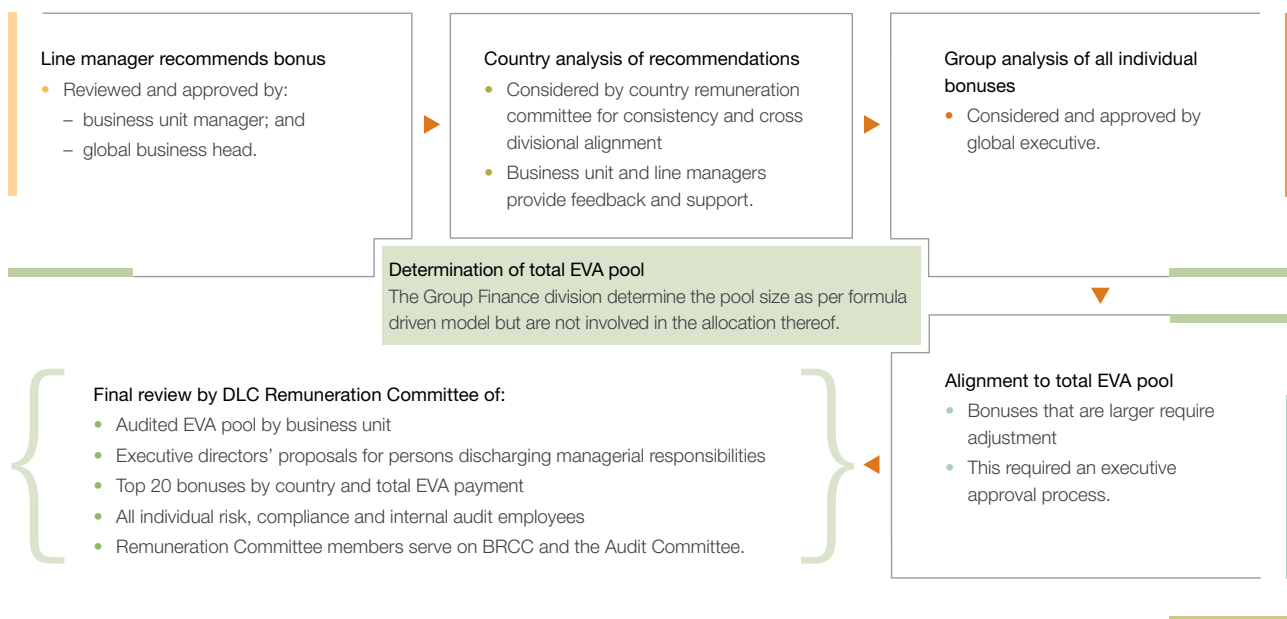 Line manager recommends bonus
• Reviewed and approved by:
– business unit manager; and
– global business head.
Country analysis of recommendations
• Considered by country remuneration
committee for consistency and cross
divisional alignment
• Business unit and line managers
provide feedback and support.
Group analysis of all individual
bonuses
• Considered and approved by
global executive.
Determination of total EVA pool
The Group Finance division determine the pool size as per formula
driven model but are not involved in the allocation thereof.
Alignment to total EVA pool
• Bonuses that are larger require
adjustment
• This required an executive
approval process.
Final review by DLC Remuneration Committee of:
• Audited EVA pool by business unit
• Executive directors’ proposals for persons discharging managerial responsibilities
• Top 20 bonuses by country and total EVA payment
• All individual risk, compliance and internal audit employees
• Remuneration Committee members serve on BRCC and the Audit Committee.